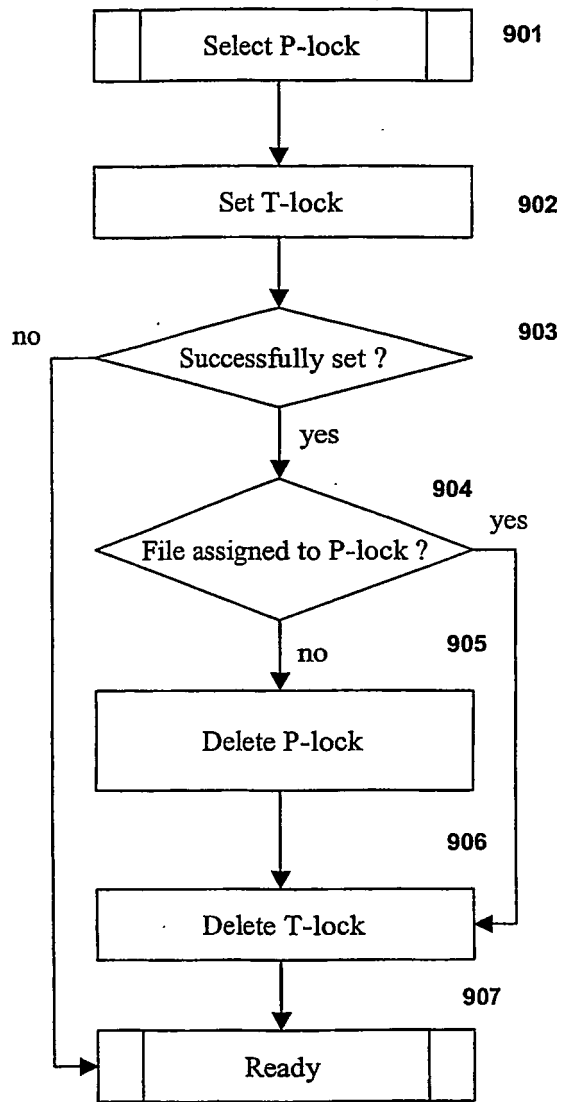 Select P-lock
901
Set T-lock
902
no
Successfully set ?
903
yes
904
File assigned to P-lock ?
yes
no
905
Delete P-lock
906
Delete T-lock
907
Ready